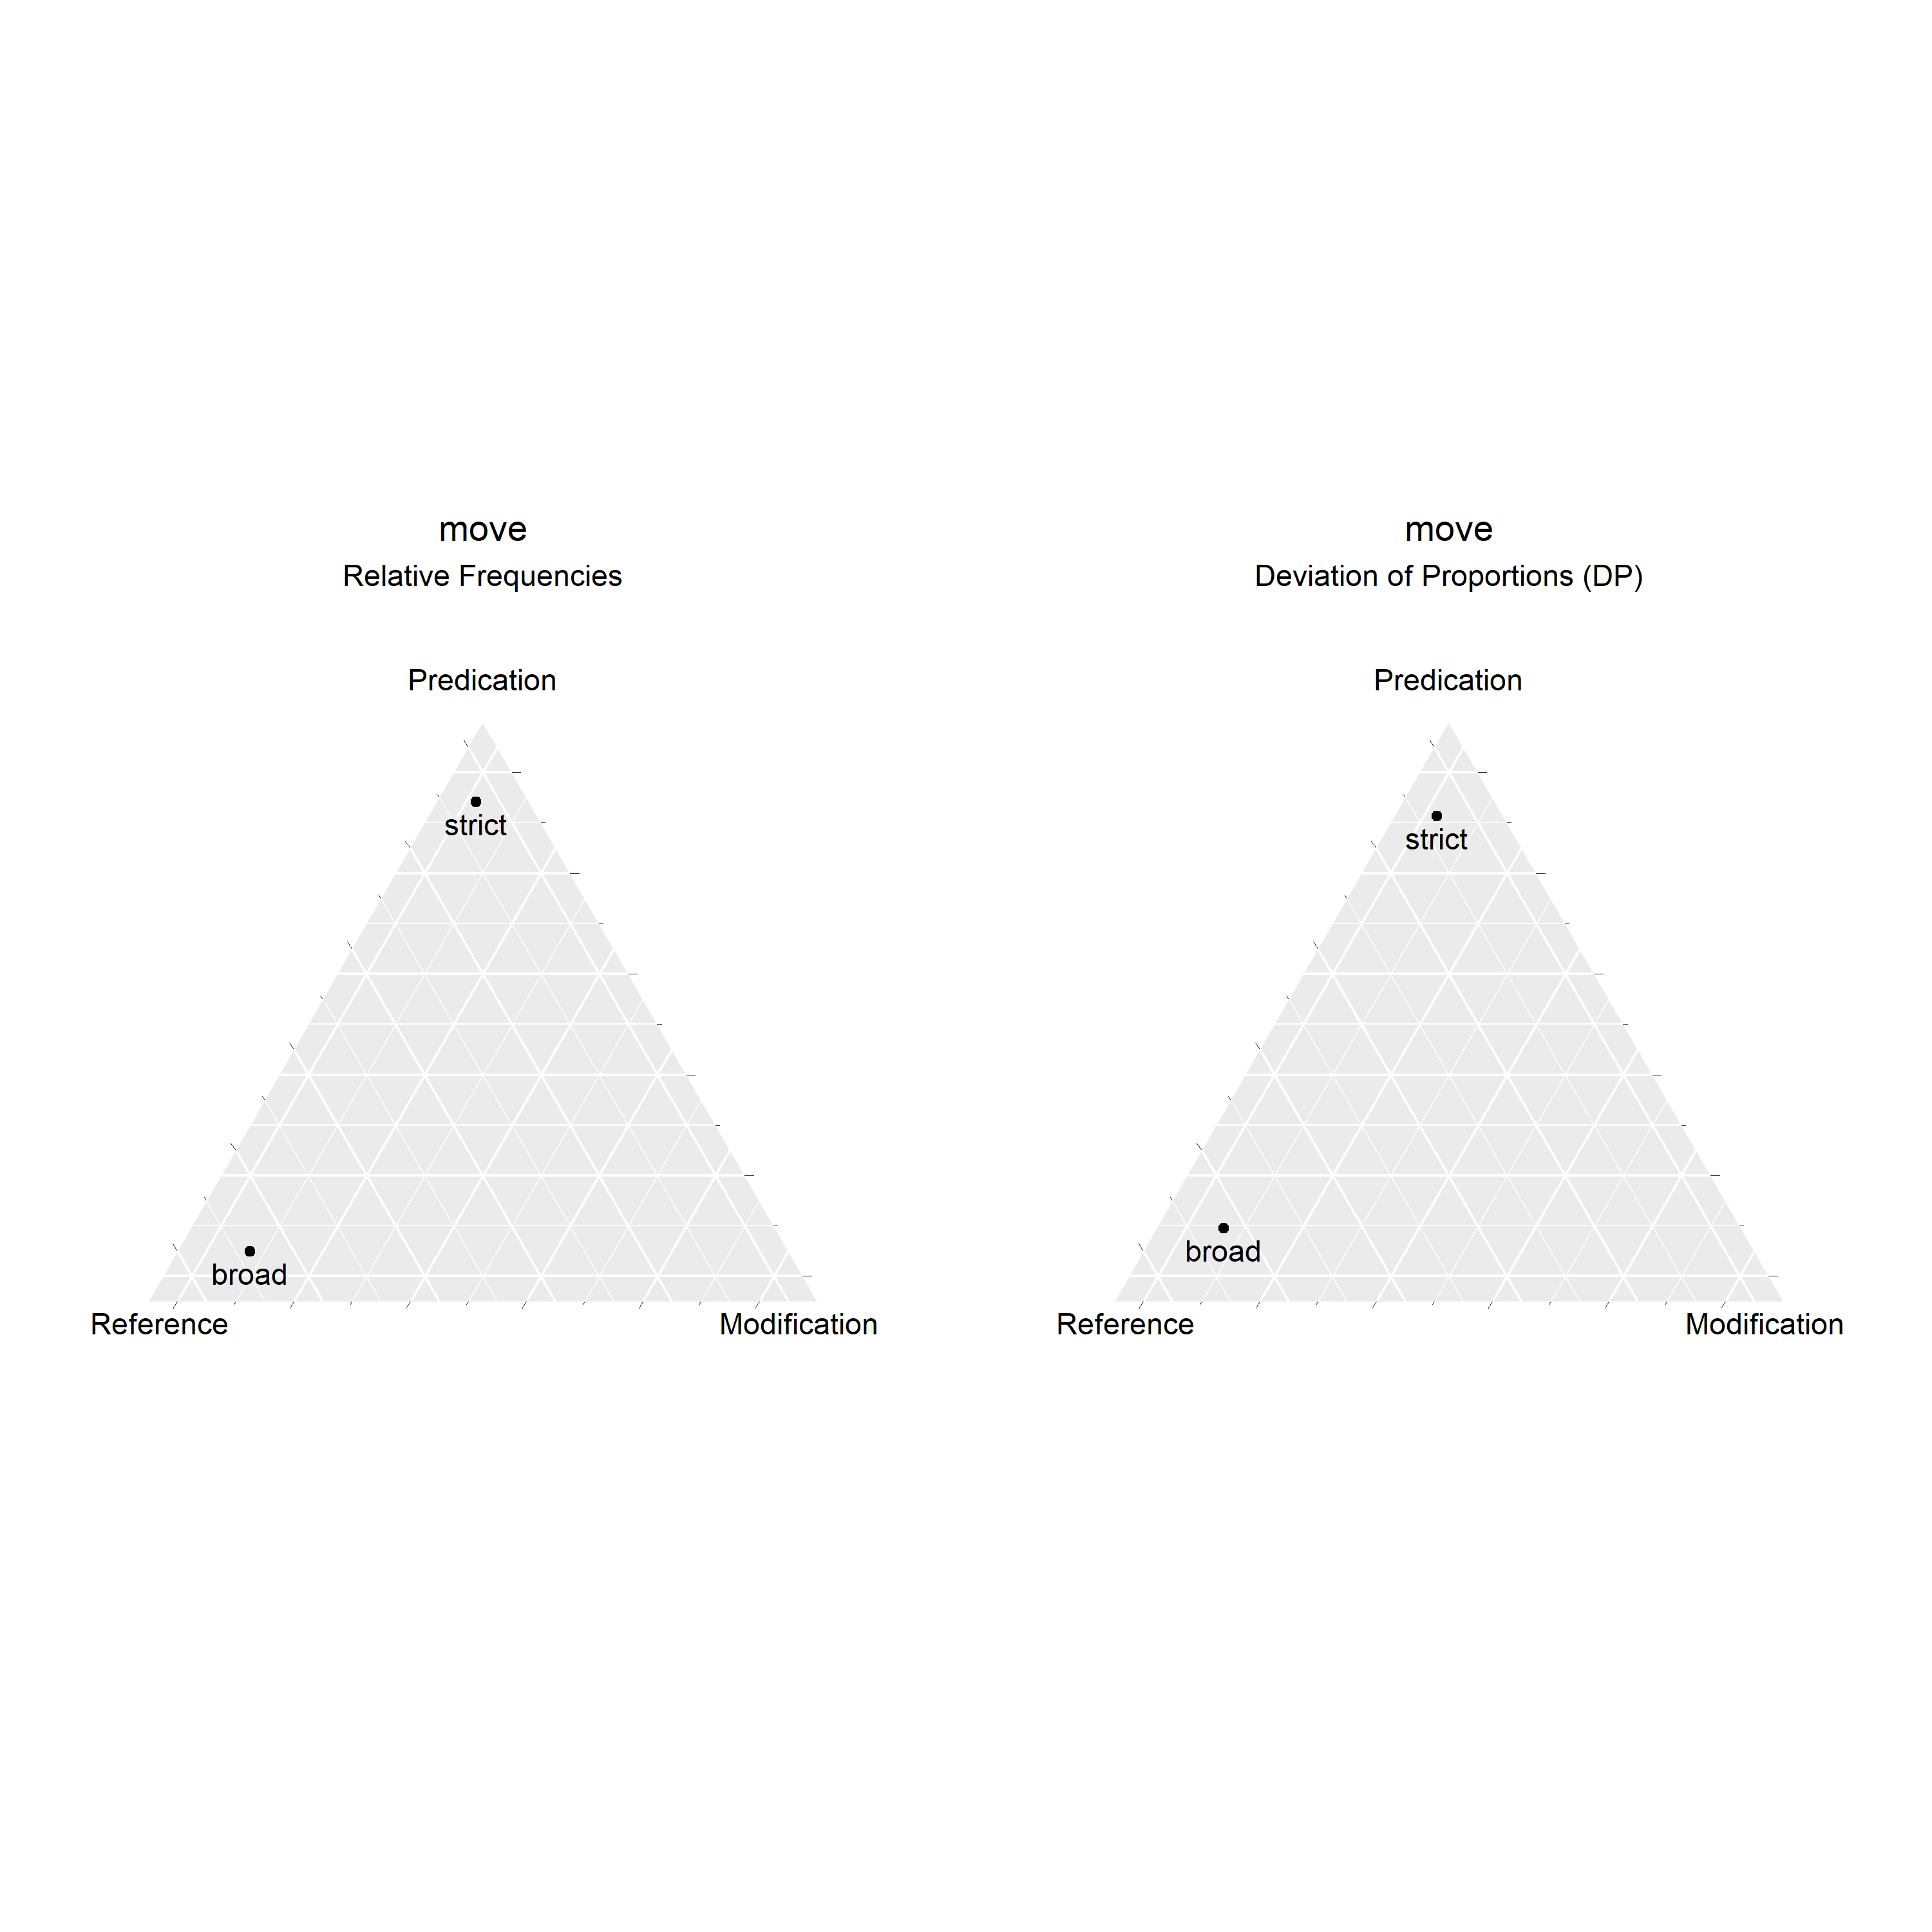 move
Relative Frequencies
Predication
strict
broad
Reference
Modification
move
Deviation of Proportions (DP)
Predication
strict
broad
Reference
Modification